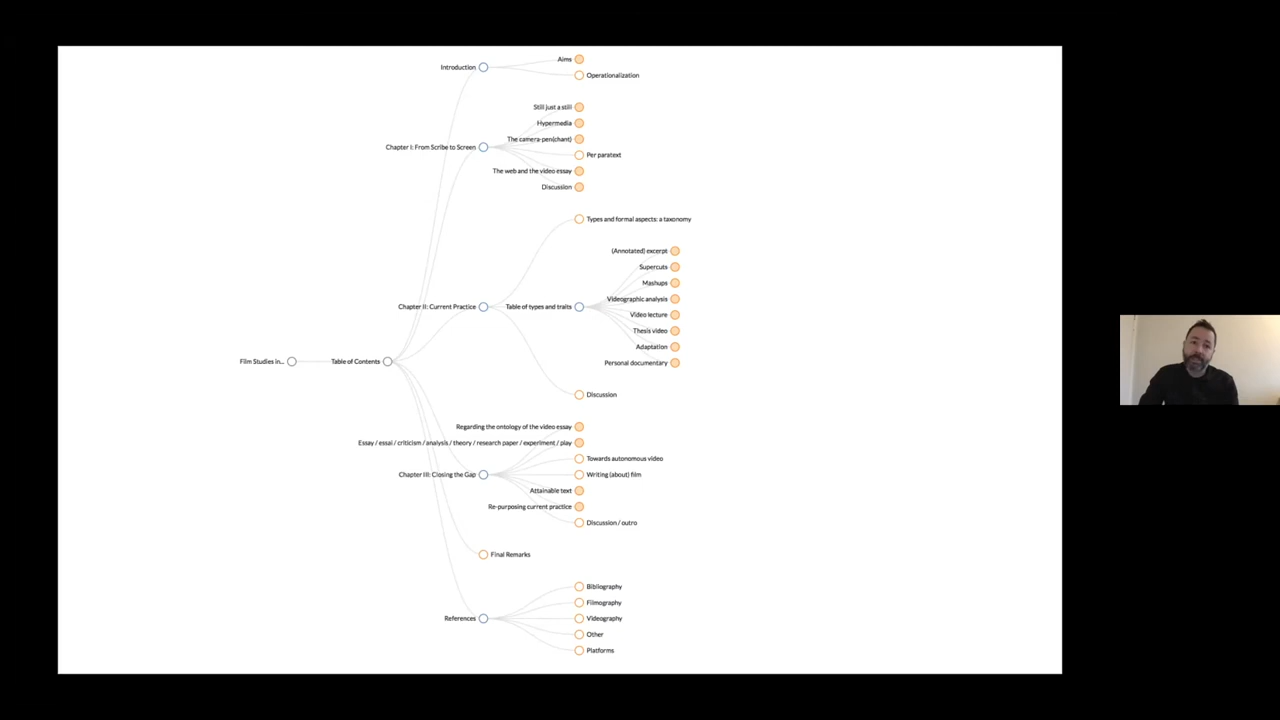 Aims
Introduction
Operationalization
Still just a still
Hypermedia
The camera-pen(chant)
Chapter I: From Scribe to Screen
Per paratext
The web and the video essay
Discussion
Types and formal aspects: a taxonomy
(Annotated) excerpt
Supercuts
Mashups
Videographic analysis
Chapter II: Current Practice
Table of types and traits
Video lecture
Thesis video
Adaptation
Personal documentary
Film Studies in...
Table of Contents
Discussion
Regarding the ontology of the video essay
Essay / essai / criticism / analysis / theory / research paper / experiment / play
Towards autonomous video
Chapter III: Closing the Gap
Writing (about) film
Attainable text
Re-purposing current practice
Discussion / outro
Final Remarks
Bibliography
Filmography
References
Videography
Other
Platforms